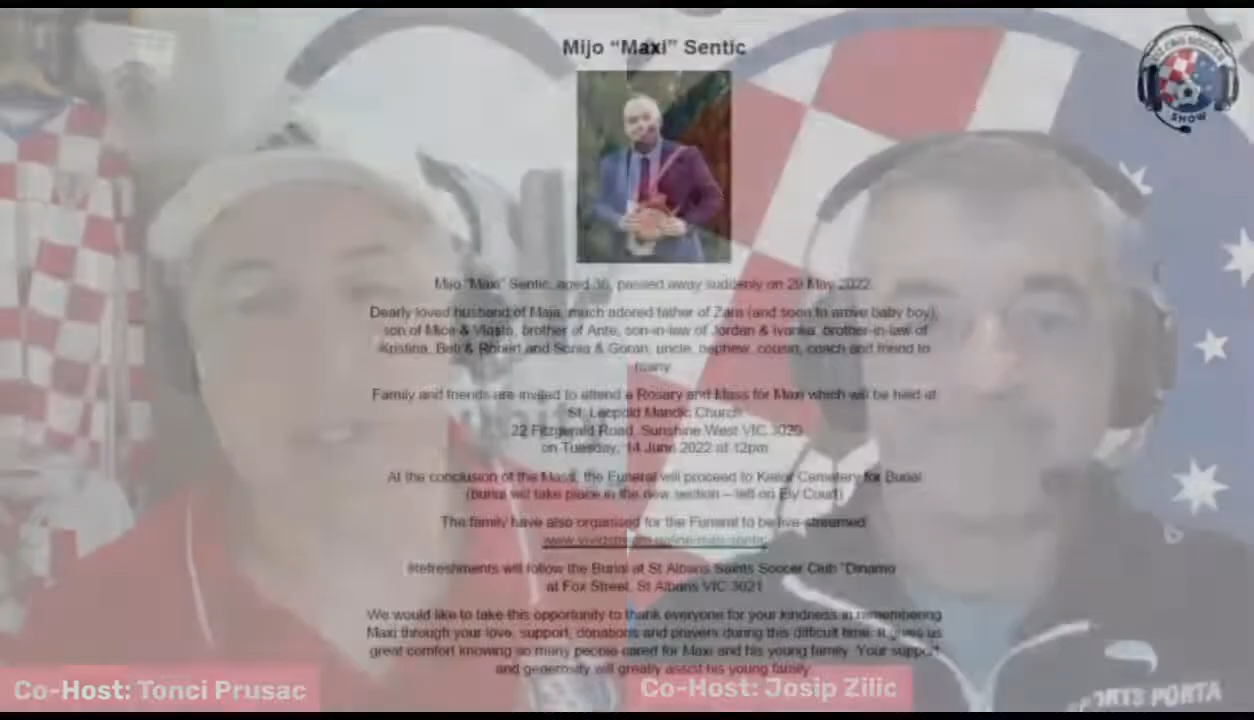 Mijo “Maxi” Sentic
SHOW
Mijo “Maxi” Sentic, aged 36, passed away suddenly on 29 May 2022.
Dearly loved husband of Maja, much adored father of Zara (and soon to arrive baby boy),
son of Mico & Vlasta, brother of Ante, son-in-law of Jordan & Ivanka, brother-in-law of
Kristina, Beti & Robert and Sonia & Goran, uncle, nephew, cousin, coach and friend to
many
Family and friends are invited to attend a Rosary and Mass for Maxi which will be held at
St. Leopold Mandic Church
22 Fitzgerald Road, Sunshine West VIC 3020
on Tuesday, 14 June 2022 at 12pm
At the conclusion of the Mass, the Funeral will proceed to Keilor Cemetery for Burial
(burial will take place in the new section – left on Ely Court)
The family have also organised for the Funeral to be live-streamed
Refreshments will follow the Burial at St Albans Saints Soccer Club “Dinamo
at Fox Street, St Albans VIC 3021
We would like to take this opportunity to thank everyone for your kindness in remembering
Maxi through your love, support, donations and prayers during this difficult time. It gives us
great comfort knowing so many people cared for Maxi and his young family. Your support
and generosity will greatly assist his young family.
Co-Host: Tonci Prusac
Co-Host: Josip Zilic
PORTS PORTA